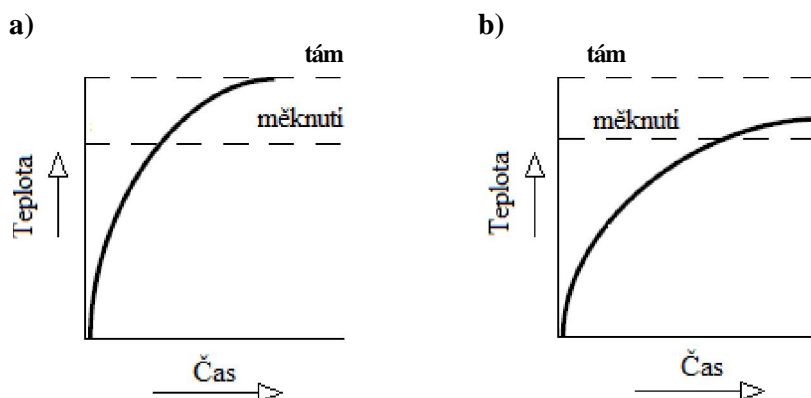 a)
tám
měknutí
Teplota
Čas
b)
tám
měknutí
Teplota
Čas